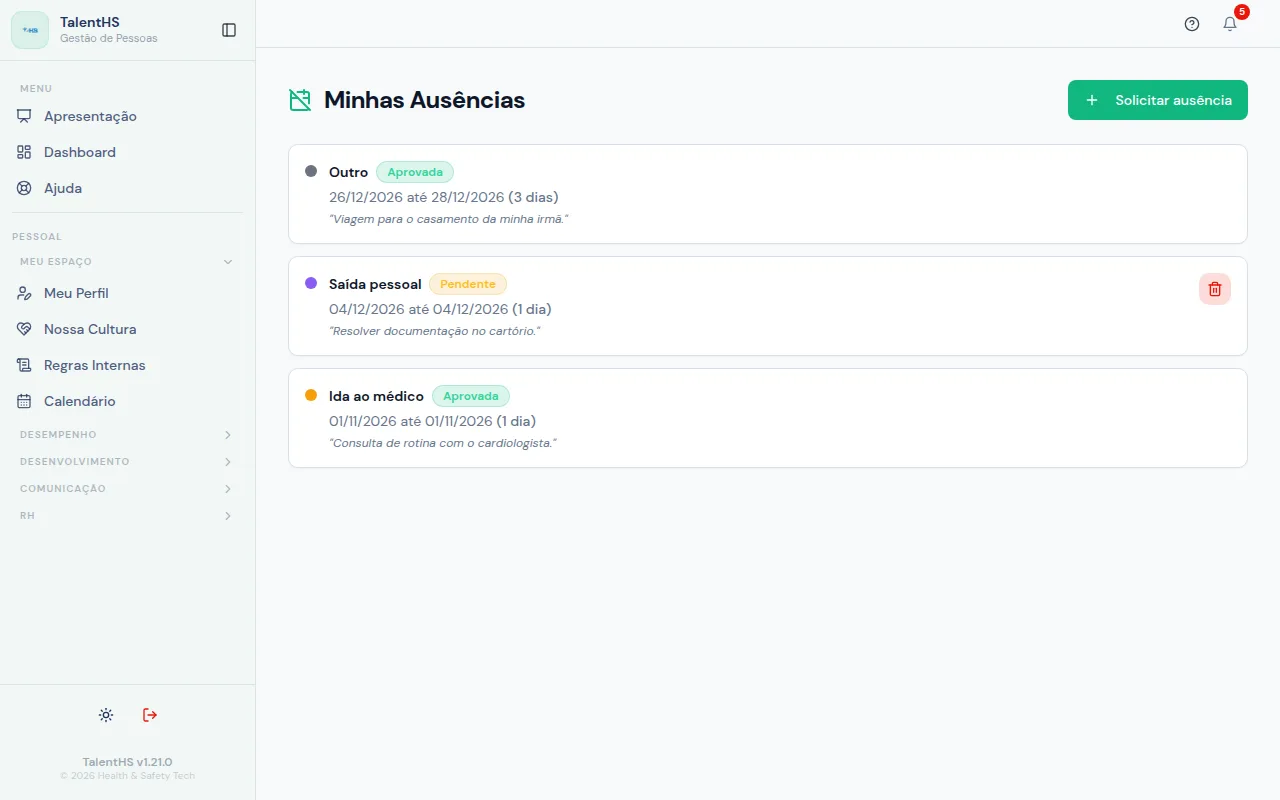 HS
TalentHS
Gestão de Pessoas
5
MENU
Apresentação
Dashboard
Ajuda
PESSOAL
MEU ESPAÇO
Meu Perfil
Nossa Cultura
Regras Internas
Calendário
DESEMPENHO
DESENVOLVIMENTO
COMUNICAÇÃO
RH
TalentHS v1.21.0
© 2026 Health & Safety Tech
Minhas Ausências
Solicitar ausência
Outro Aprovada
26/12/2026 até 28/12/2026 (3 dias)
"Viagem para o casamento da minha irmã."
Saída pessoal Pendente
04/12/2026 até 04/12/2026 (1 dia)
"Resolver documentação no cartório."
Ida ao médico Aprovada
01/11/2026 até 01/11/2026 (1 dia)
"Consulta de rotina com o cardiologista."